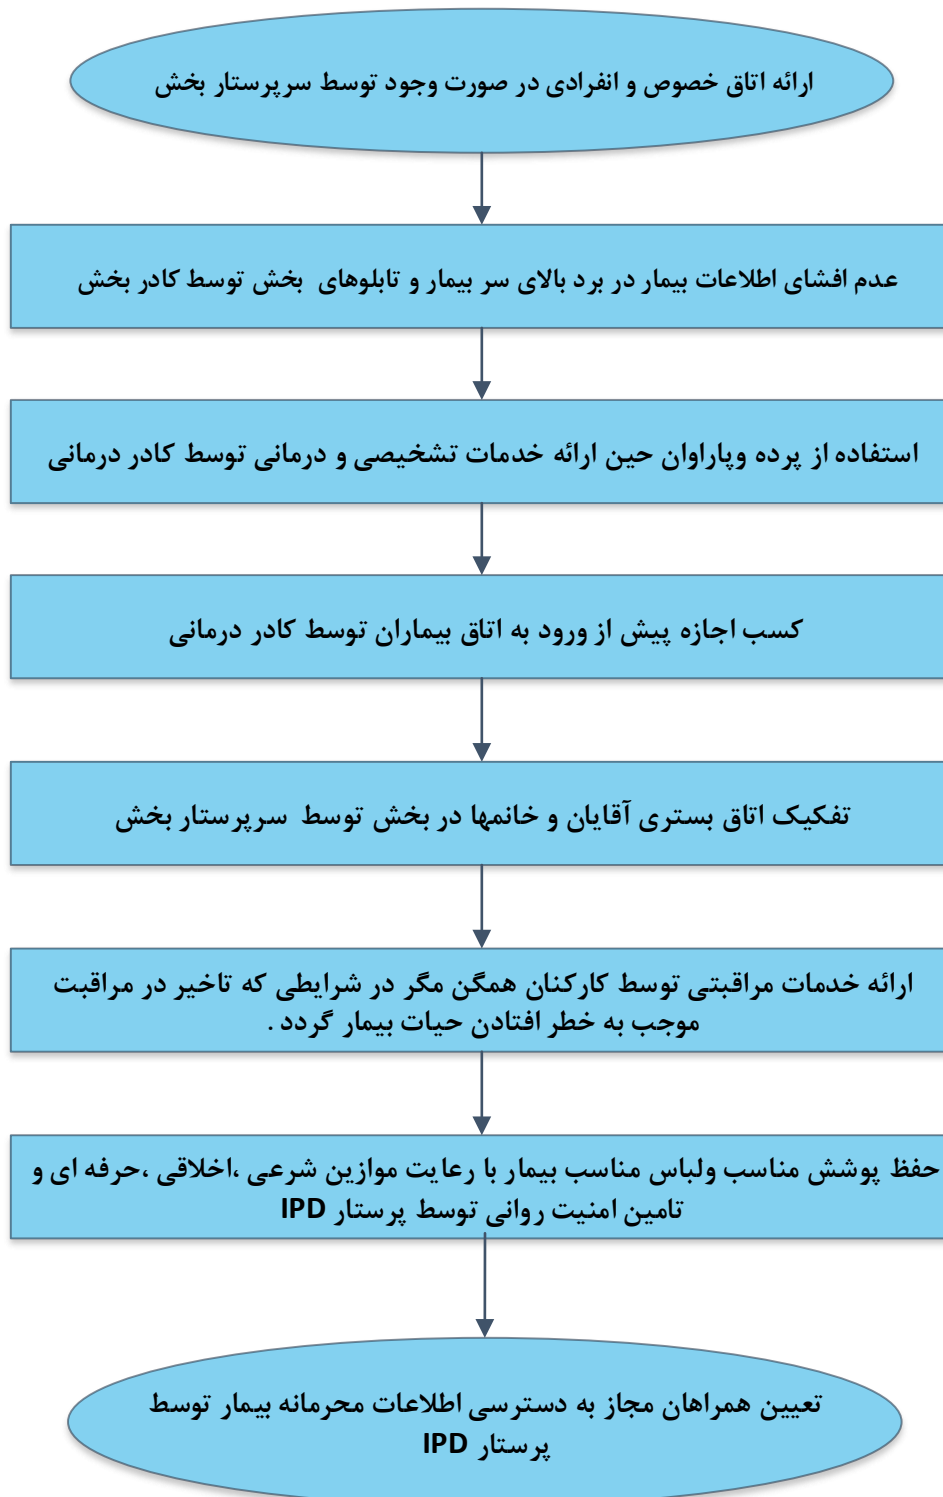 ارائه اتاق خصوص و انفرادی در صورت وجود توسط سرپرستار بخش
عدم افشای اطلاعات بیمار در برد بالای سر بیمار و تابلوهای بخش توسط کادر بخش
استفاده از پرده وپاراوان حین ارائه خدمات تشخیصی و درمانی توسط کادر درمانی
کسب اجازه پیش از ورود به اتاق بیماران توسط کادر درمانی
تفکیک اتاق بستری آقایان و خانمها در بخش توسط سرپرستار بخش
ارائه خدمات مراقبتی توسط کارکنان همگن مگر در شرایطی که تاخیر در مراقبت
موجب به خطر افتادن حیات بیمار گردد .
حفظ پوشش مناسب ولباس مناسب بیمار با رعایت موازین شرعی ،اخلاقی ،حرفه ای و
تامین امنیت روانی توسط پرستار IPD
تعیین همراهان مجاز به دسترسی اطلاعات محرمانه بیمار توسط
پرستار IPD